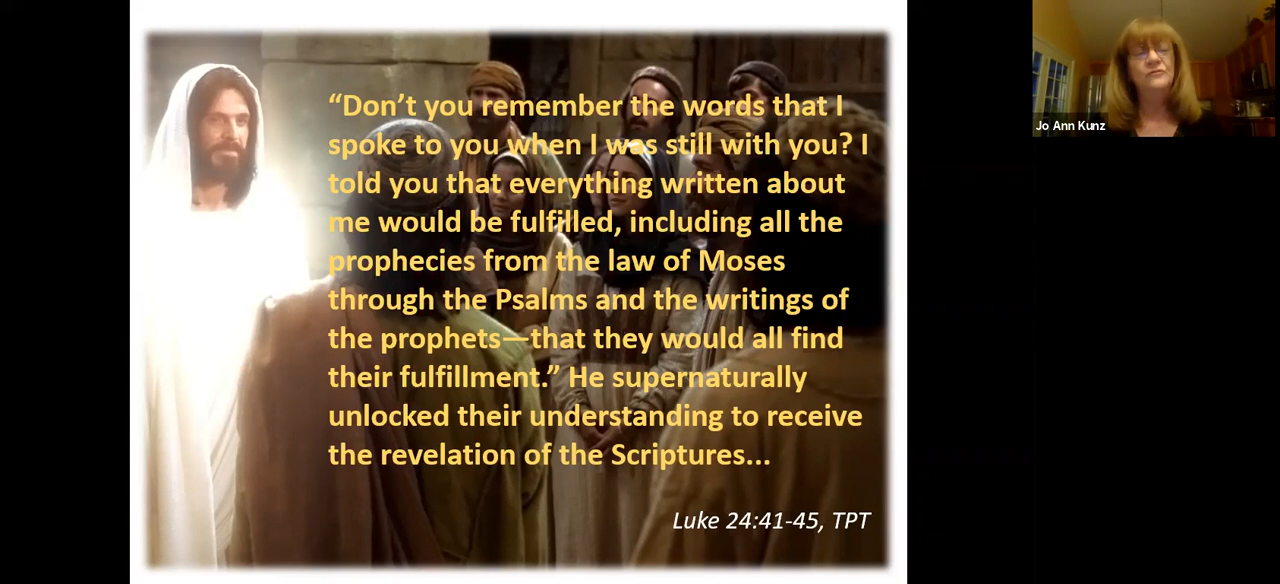 “Don’t you remember the words that I
spoke to you when I was still with you? I
told you that everything written about
me would be fulfilled, including all the
prophecies from the law of Moses
through the Psalms and the writings of
the prophets—that they would all find
their fulfillment.” He supernaturally
unlocked their understanding to receive
the revelation of the Scriptures...
Luke 24:41-45, TPT
Jo Ann Kunz